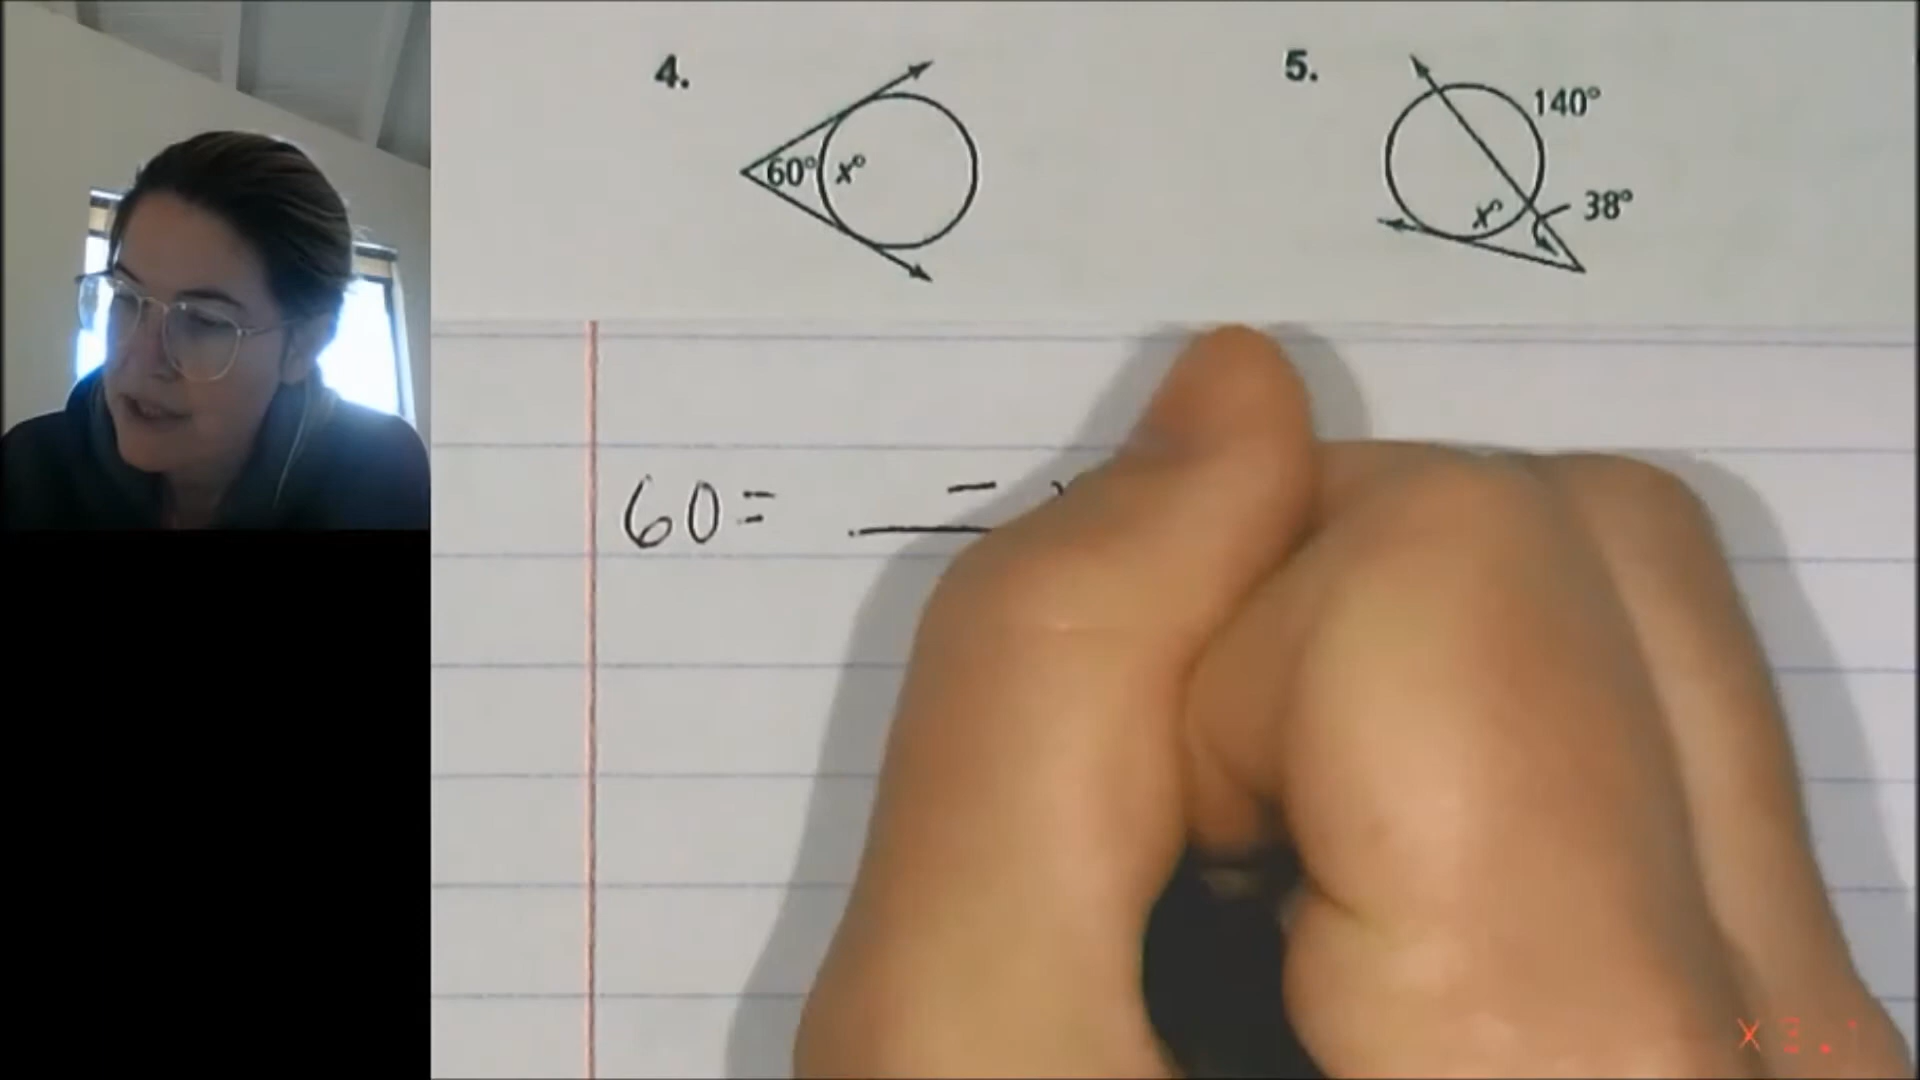 4.
60° x°
5.
140°
38°
x°
60 = —